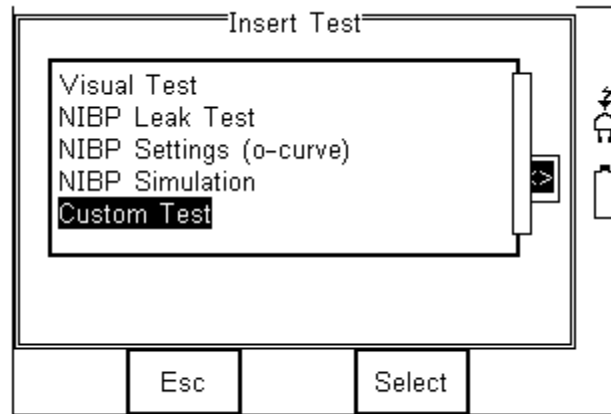 Insert Test
Visual Test
NIBP Leak Test
NIBP Settings (o-curve)
NIBP Simulation
Custom Test
Esc
Select